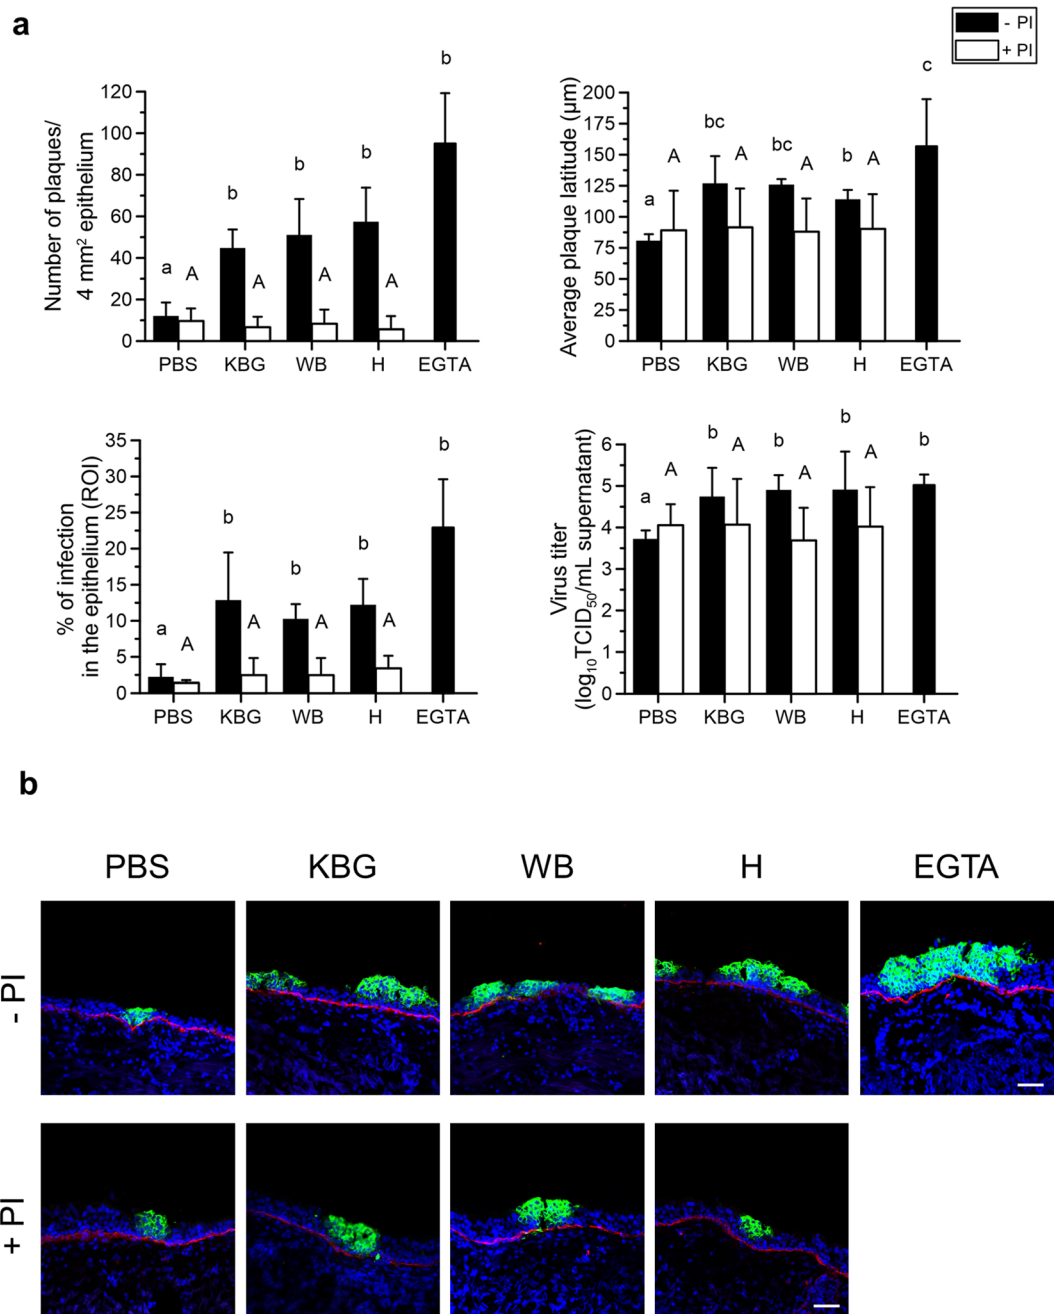 a
- PI
+ PI
Number of plaques/
4 mm² epithelium
120
100
80
60
40
20
0
a
A
b
A
b
A
b
A
b
PBS
KBG
WB
H
EGTA
Average plaque latitude (µm)
200
175
150
125
100
75
50
25
0
a
A
bc
A
bc
A
b
A
c
PBS
KBG
WB
H
EGTA
% of infection
in the epithelium (ROI)
35
30
25
20
15
10
5
0
a
A
b
A
b
A
b
A
b
PBS
KBG
WB
H
EGTA
Virus titer
(log₁₀TCID₅₀/mL supernatant)
6
5
4
3
2
1
0
a
A
b
A
b
A
b
A
b
PBS
KBG
WB
H
EGTA
b
PBS
KBG
WB
H
EGTA
- PI
+ PI